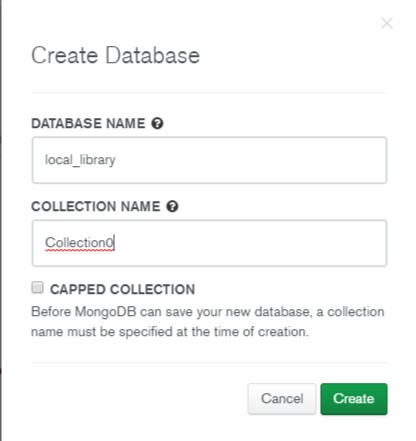 Create Database
DATABASE NAME
local_library
COLLECTION NAME
Collection0
CAPPED COLLECTION
Before MongoDB can save your new database, a collection
name must be specified at the time of creation.
Cancel Create